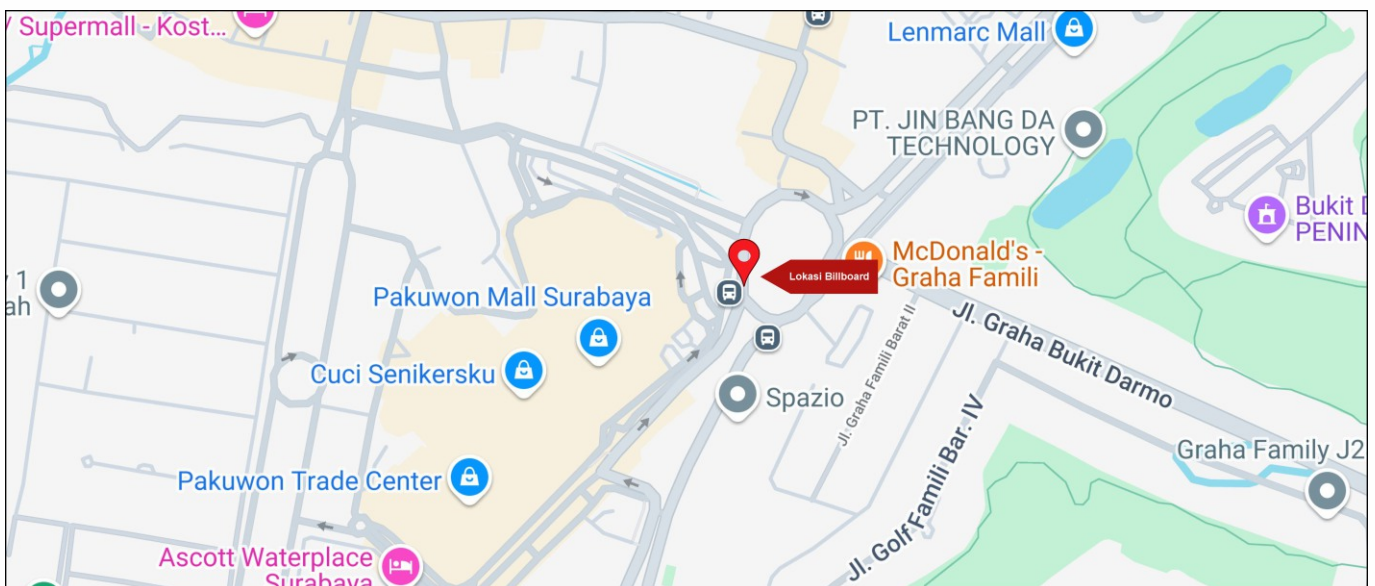 / Supermall - Kost...
Lenmarc Mall
PT. JIN BANG DA
TECHNOLOGY
Bukit
PENIN
McDonald's -
Graha Famili
Lokasi Billboard
1
ah
Pakuwon Mall Surabaya
Cuci Senikersku
Jl. Graha Bukit Darmo
Jl. Graha Famili Barat II
Spazio
Jl. Golf Famili Bar. IV
Graha Family J2
Pakuwon Trade Center
Ascott Waterplace
Surabaya